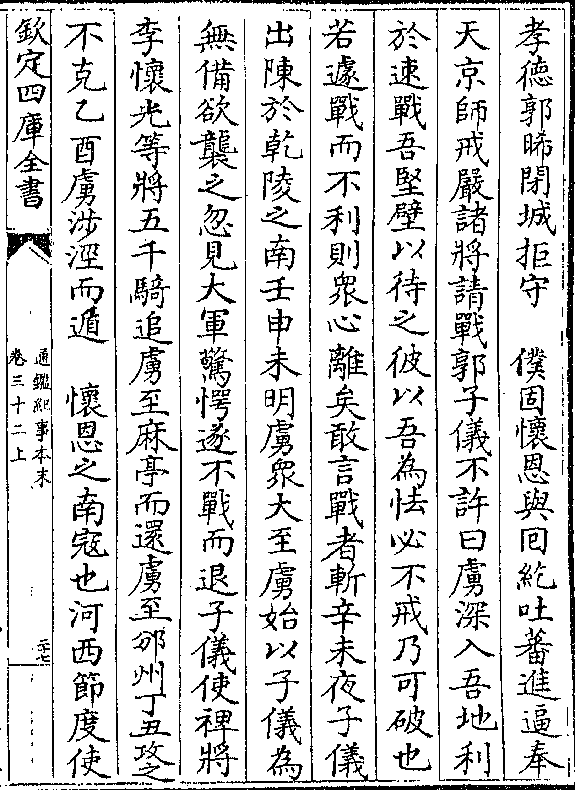 孝德郭晞閉城拒守　僕固懷恩與囘紇吐蕃進逼奉
天京師戒嚴諸將請戰郭子儀不許曰虜深入吾地利
於速戰吾堅壁以待之彼以吾為怯必不戒乃可破也
若遽戰而不利則衆心離矣敢言戰者斬辛未夜子儀
出陳於乾陵之南壬申未明虜衆大至虜始以子儀為
無備欲襲之忽見大軍驚愕遂不戰而退子儀使裨將
李懷光等將五千騎追虜至麻亭而還虜至邠州丁丑攻之
不克乙酉虜涉涇而遁　懷恩之南寇也河西節度使
欽定四庫全書
通鑑紀事本末
卷三十二上
二十七